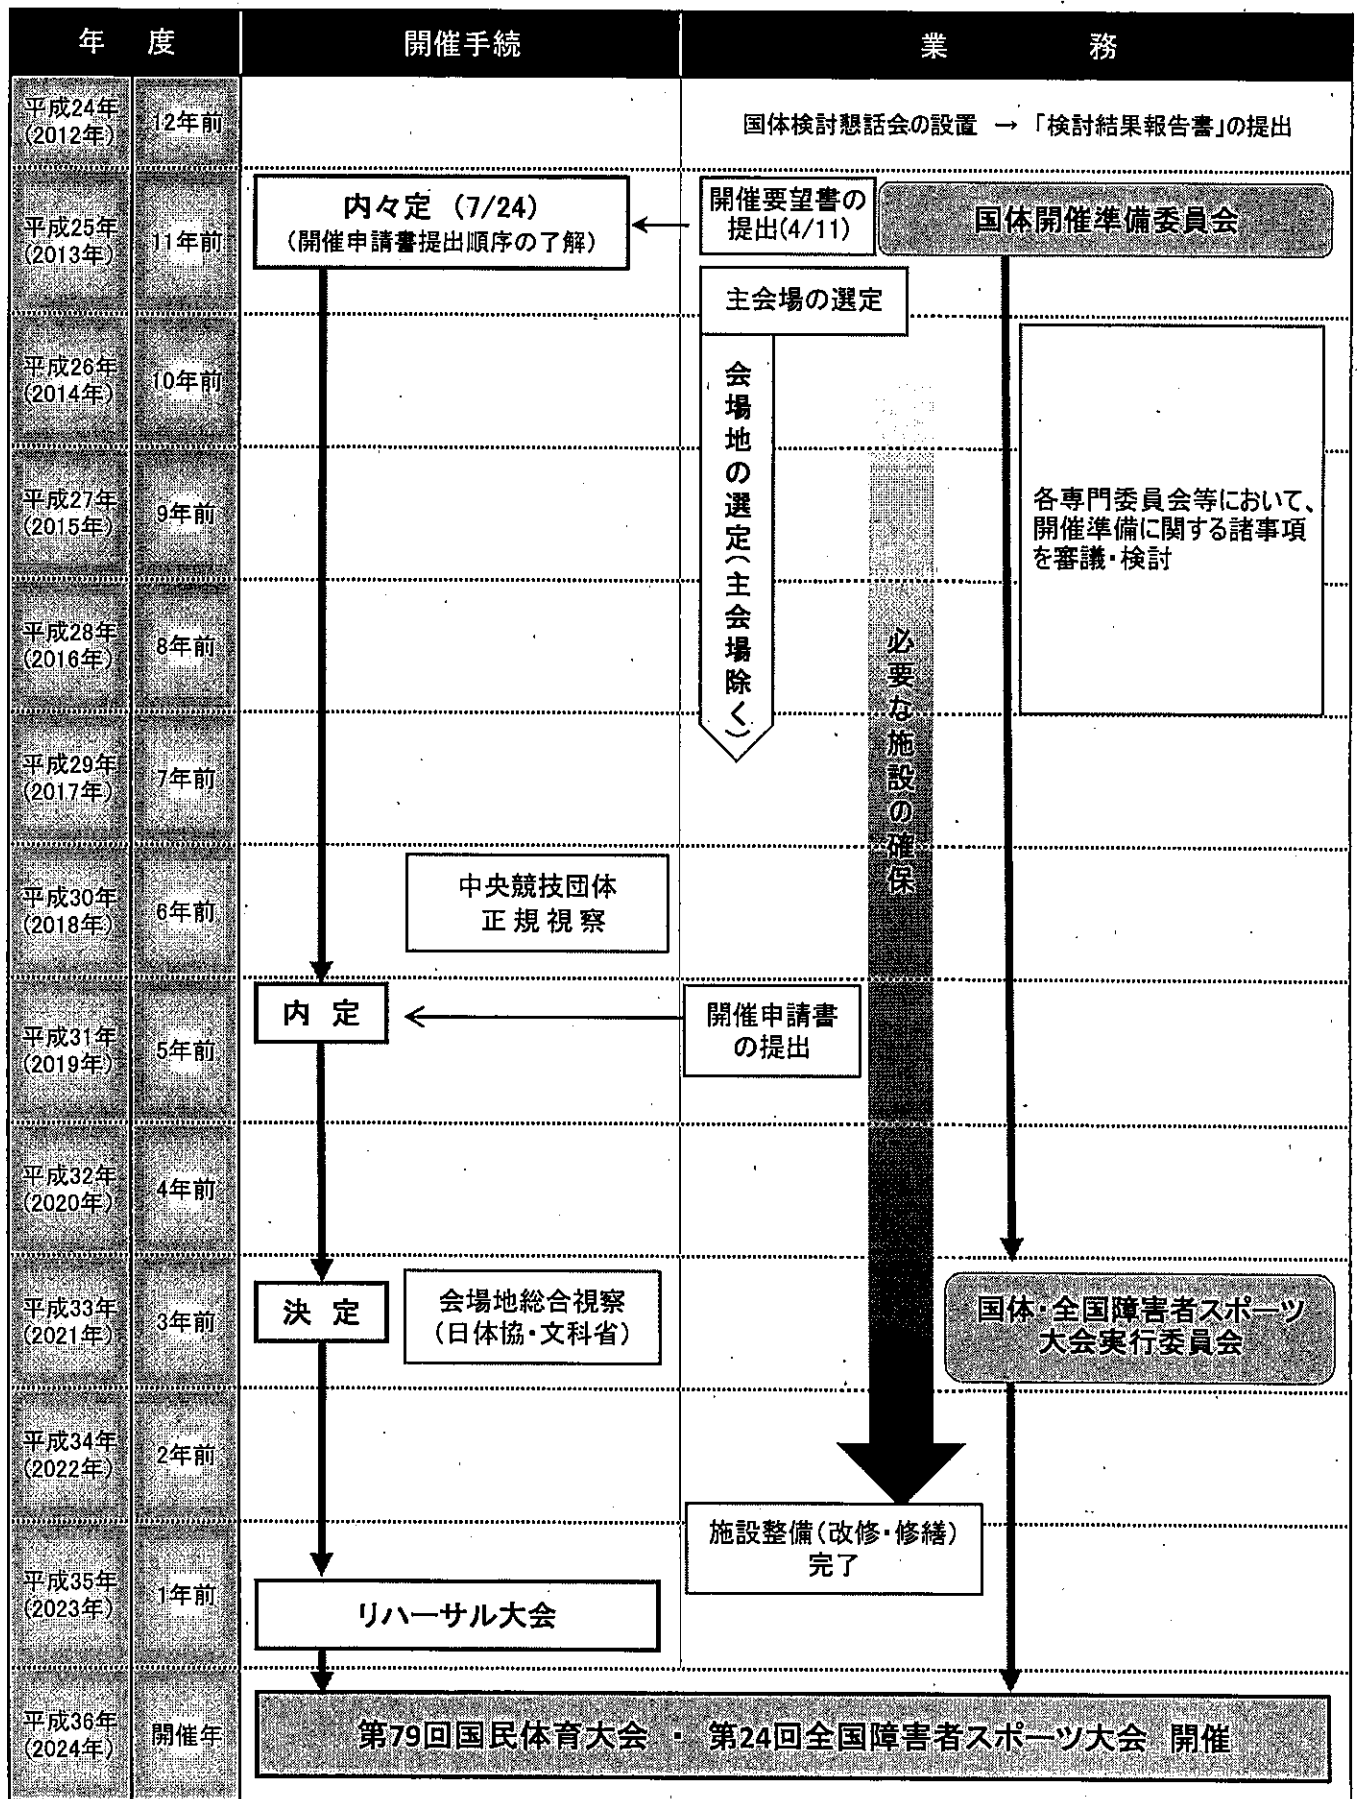 年　度
開催手続
業　務
平成24年
(2012年)
12年前
国体検討懇話会の設置 → 「検討結果報告書」の提出
平成25年
(2013年)
11年前
内々定 (7/24)
(開催申請書提出順序の了解)
開催要望書の
提出(4/11)
国体開催準備委員会
主会場の選定
平成26年
(2014年)
10年前
会場地の選定(主会場除く)
必要な施設の確保
各専門委員会等において、
開催準備に関する諸事項
を審議・検討
平成27年
(2015年)
9年前
平成28年
(2016年)
8年前
平成29年
(2017年)
7年前
平成30年
(2018年)
6年前
中央競技団体
正規視察
平成31年
(2019年)
5年前
内 定
開催申請書
の提出
平成32年
(2020年)
4年前
平成33年
(2021年)
3年前
決 定
会場地総合視察
(日体協・文科省)
国体・全国障害者スポーツ
大会実行委員会
平成34年
(2022年)
2年前
施設整備(改修・修繕)
完了
平成35年
(2023年)
1年前
リハーサル大会
平成36年
(2024年)
開催年
第79回国民体育大会 ・ 第24回全国障害者スポーツ大会 開催